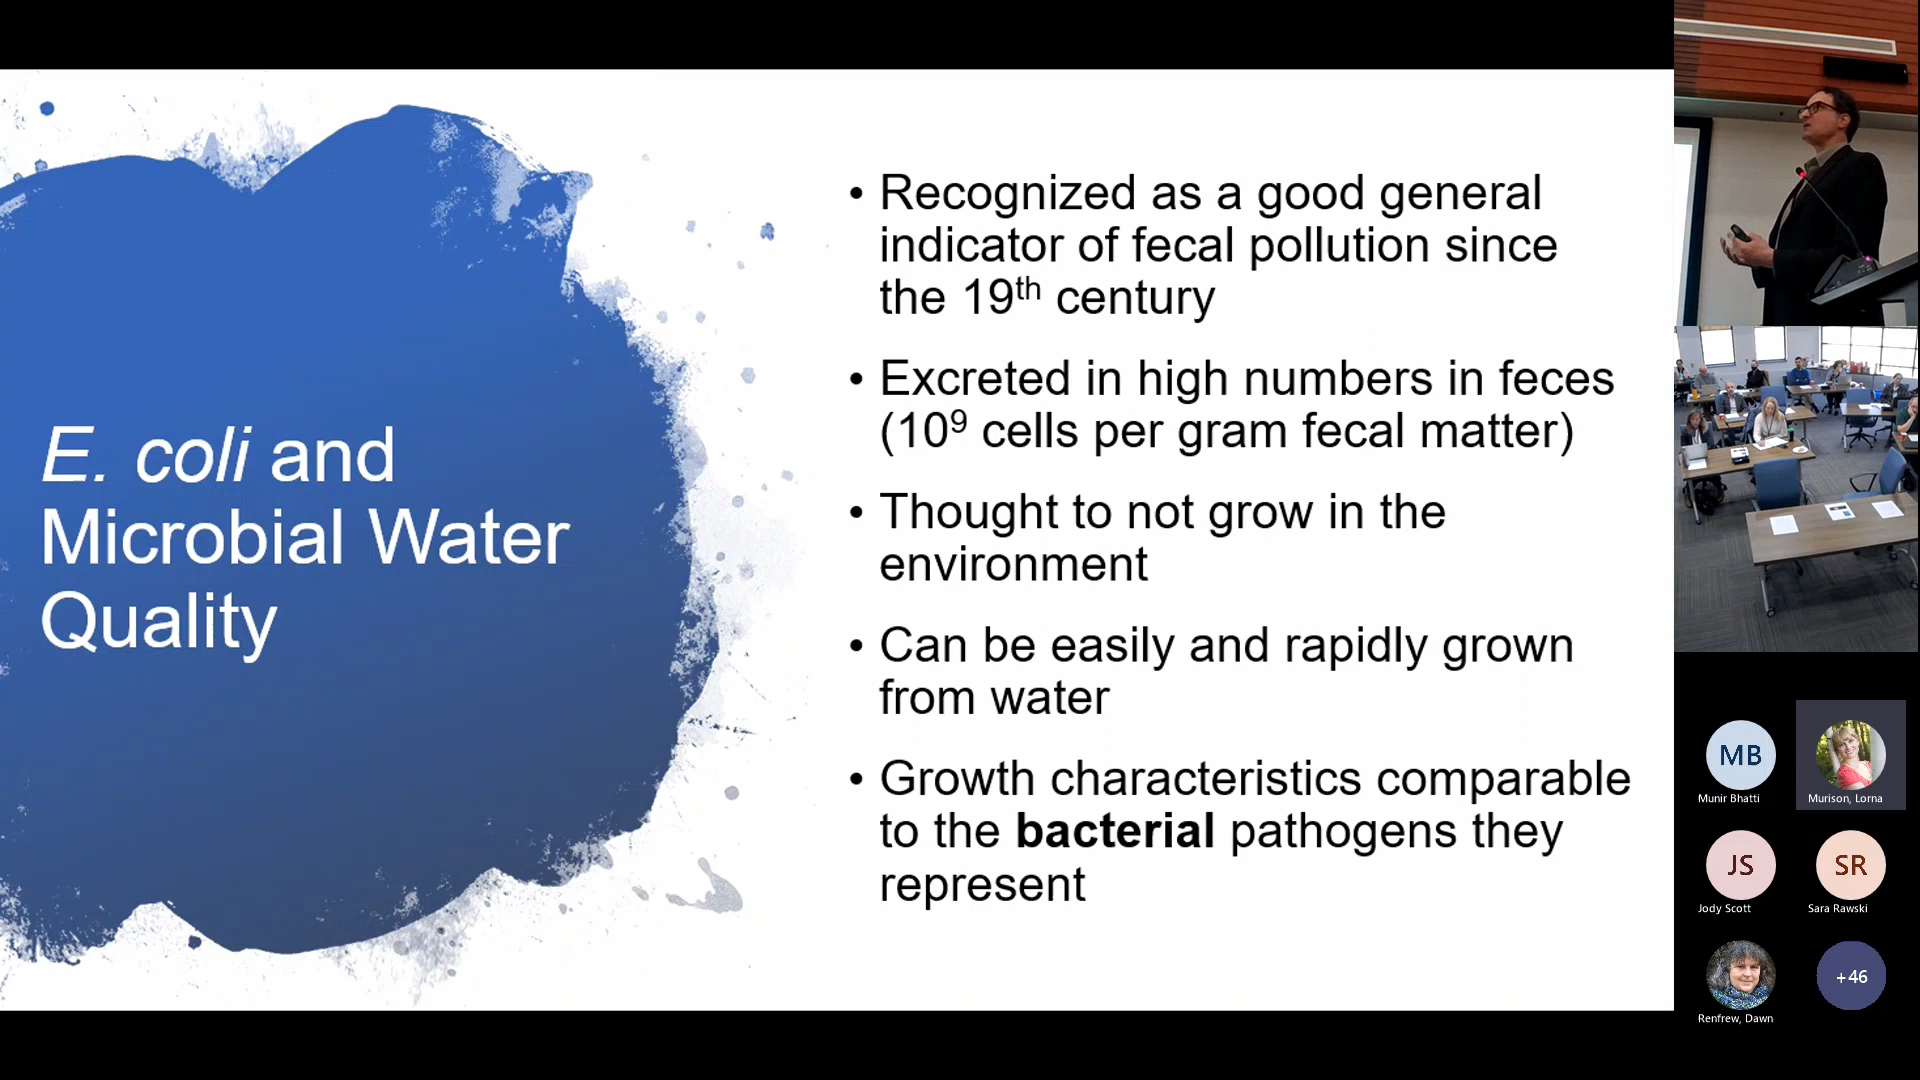 E. coli and
Microbial Water
Quality
• Recognized as a good general
indicator of fecal pollution since
the 19th century
• Excreted in high numbers in feces
(10⁹ cells per gram fecal matter)
• Thought to not grow in the
environment
• Can be easily and rapidly grown
from water
• Growth characteristics comparable
to the bacterial pathogens they
represent
MB
Munir Bhatti
Murison, Lorna
JS
Jody Scott
SR
Sara Rawski
Renfrew, Dawn
+46